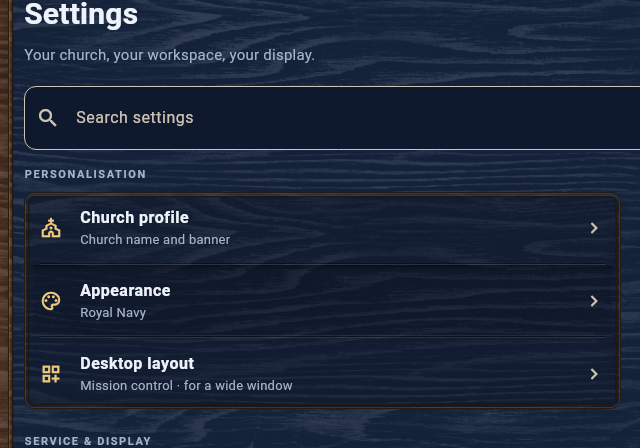 Settings
Your church, your workspace, your display.
Search settings
PERSONALISATION
Church profile
Church name and banner
Appearance
Royal Navy
Desktop layout
Mission control · for a wide window
SERVICE & DISPLAY